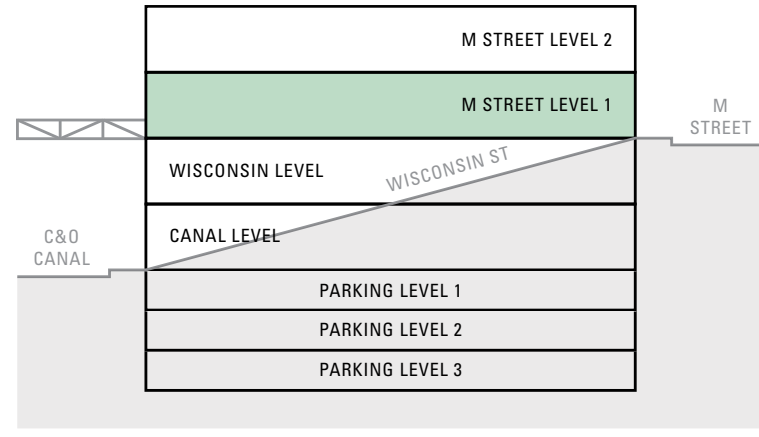 M STREET LEVEL 2
M STREET LEVEL 1
M
STREET
WISCONSIN LEVEL
WISCONSIN ST
CANAL LEVEL
C&O
CANAL
PARKING LEVEL 1
PARKING LEVEL 2
PARKING LEVEL 3